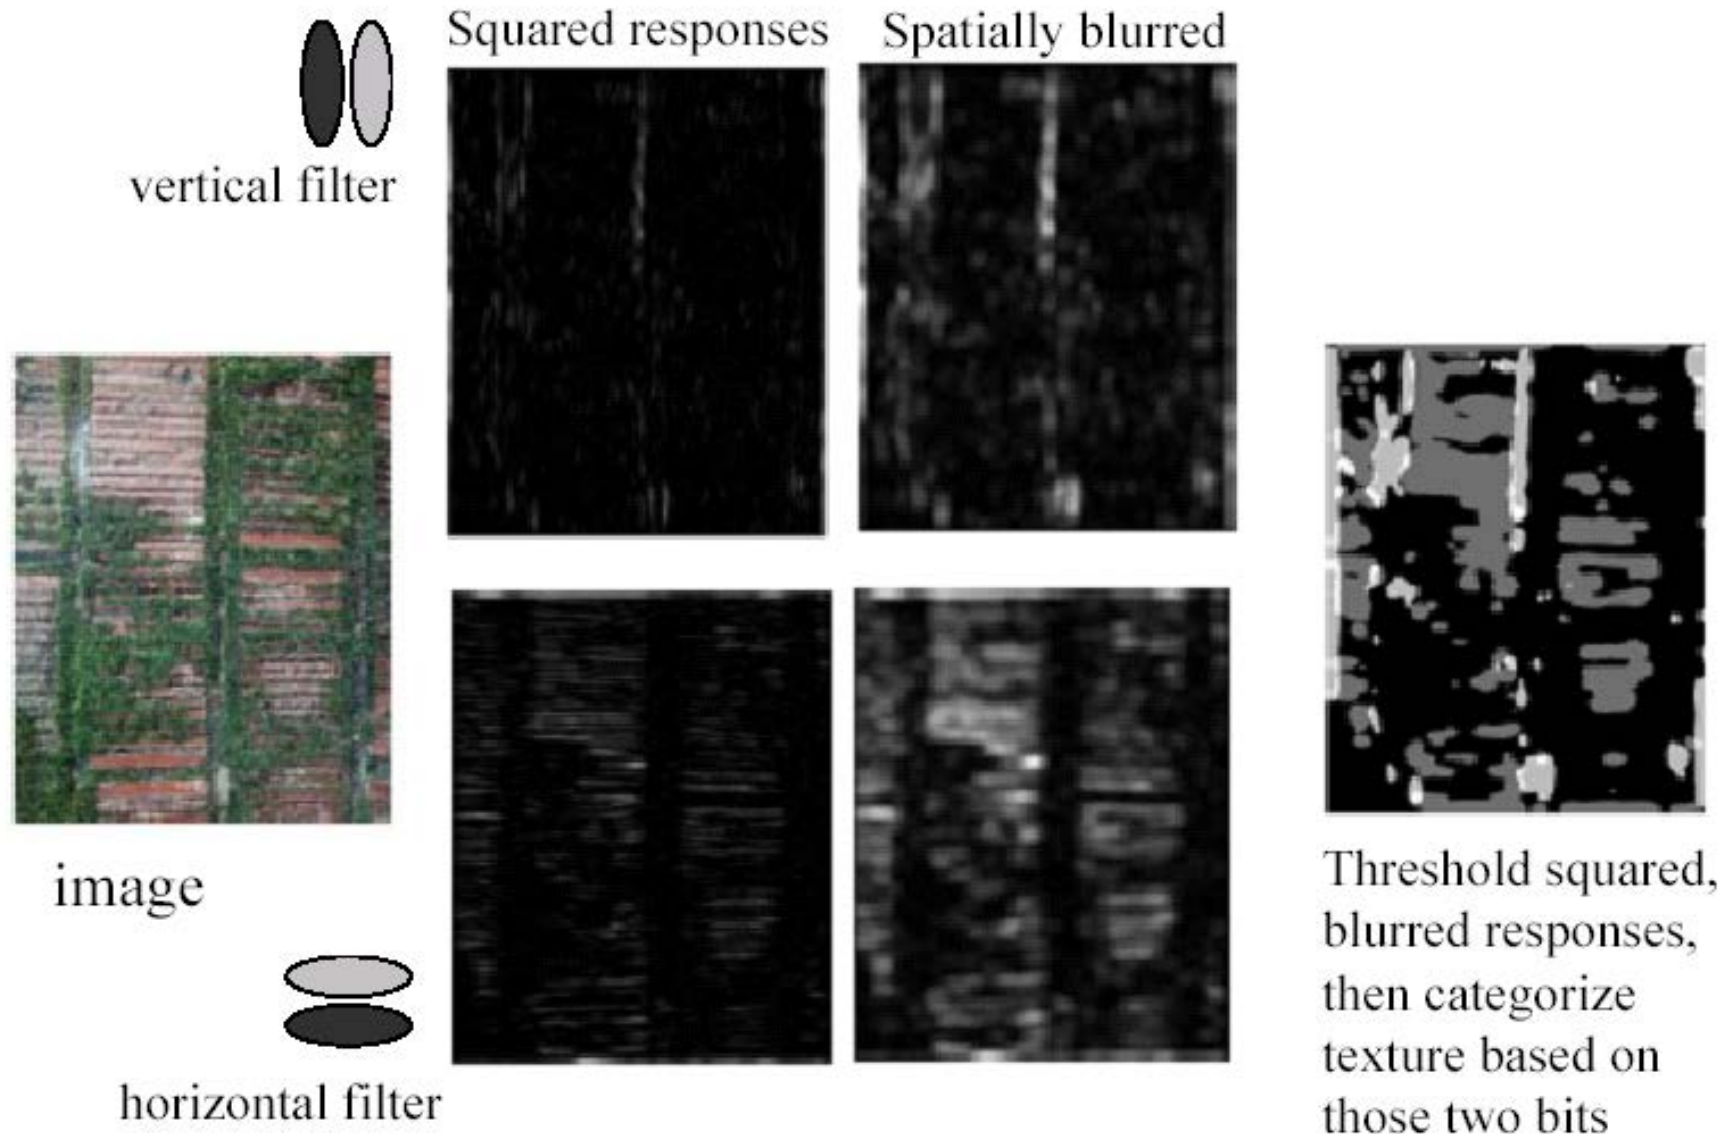 Squared responses
Spatially blurred
vertical filter
image
horizontal filter
Threshold squared,
blurred responses,
then categorize
texture based on
those two bits